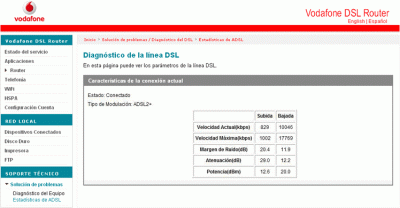 vodafone
Vodafone DSL Router
English | Español
Vodafone DSL Router
Estado del servicio
Aplicaciones
Router
Telefonía
WiFi
HSPA
Configuración Cuenta
RED LOCAL
Dispositivos Conectados
Disco Duro
Impresora
FTP
SOPORTE TÉCNICO
Solución de problemas
Diagnóstico del Equipo
Estadísticas de ADSL
Inicio > Solución de problemas / Diagnóstico del DSL > Estadísticas de ADSL
Diagnóstico de la línea DSL
En esta página puede ver los parámetros de la línea DSL.
Características de la conexión actual
Estado: Conectado
Tipo de Modulación: ADSL2+
Subida Bajada
Velocidad Actual(kbps) 829 10046
Velocidad Máxima(kbps) 1002 17769
Margen de Ruido(dB) 20.4 11.9
Atenuación(dB) 29.0 12.2
Potencia(dBm) 12.6 20.0